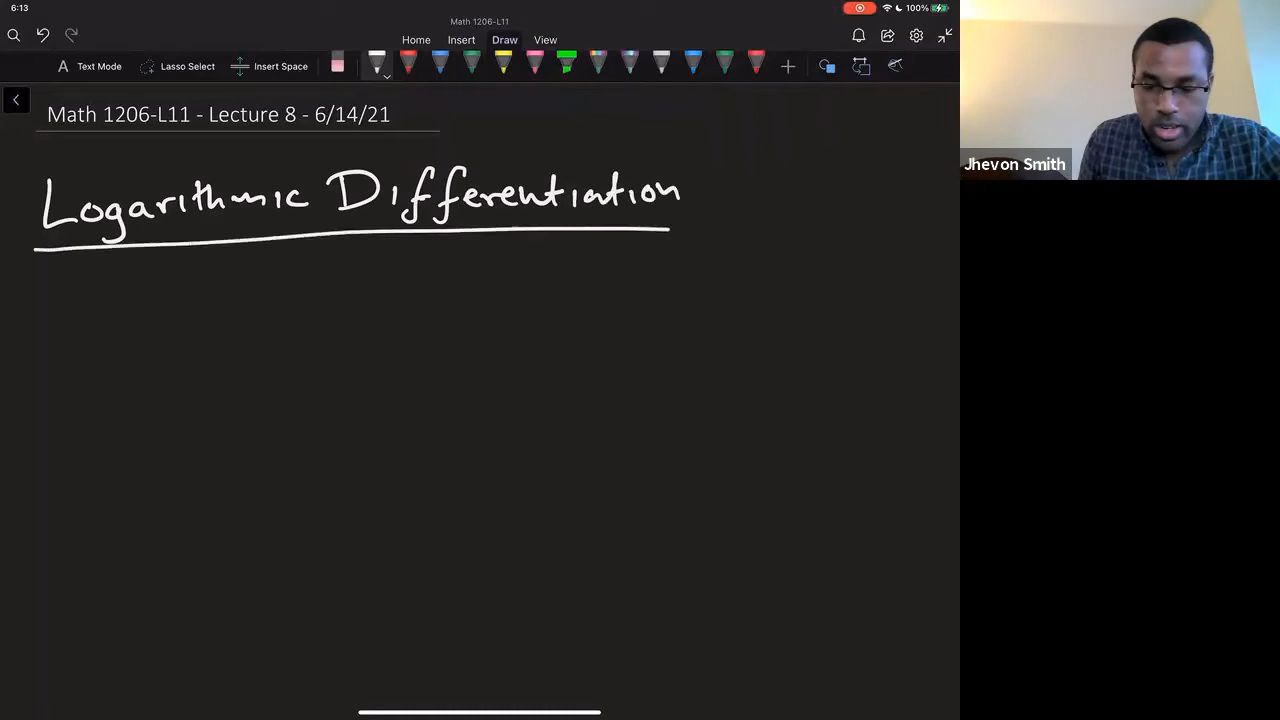 6:13
100%
Math 1206-L11
Home Insert Draw View
A Text Mode Lasso Select Insert Space
Math 1206-L11 - Lecture 8 - 6/14/21
Logarithmic Differentiation
Jhevon Smith